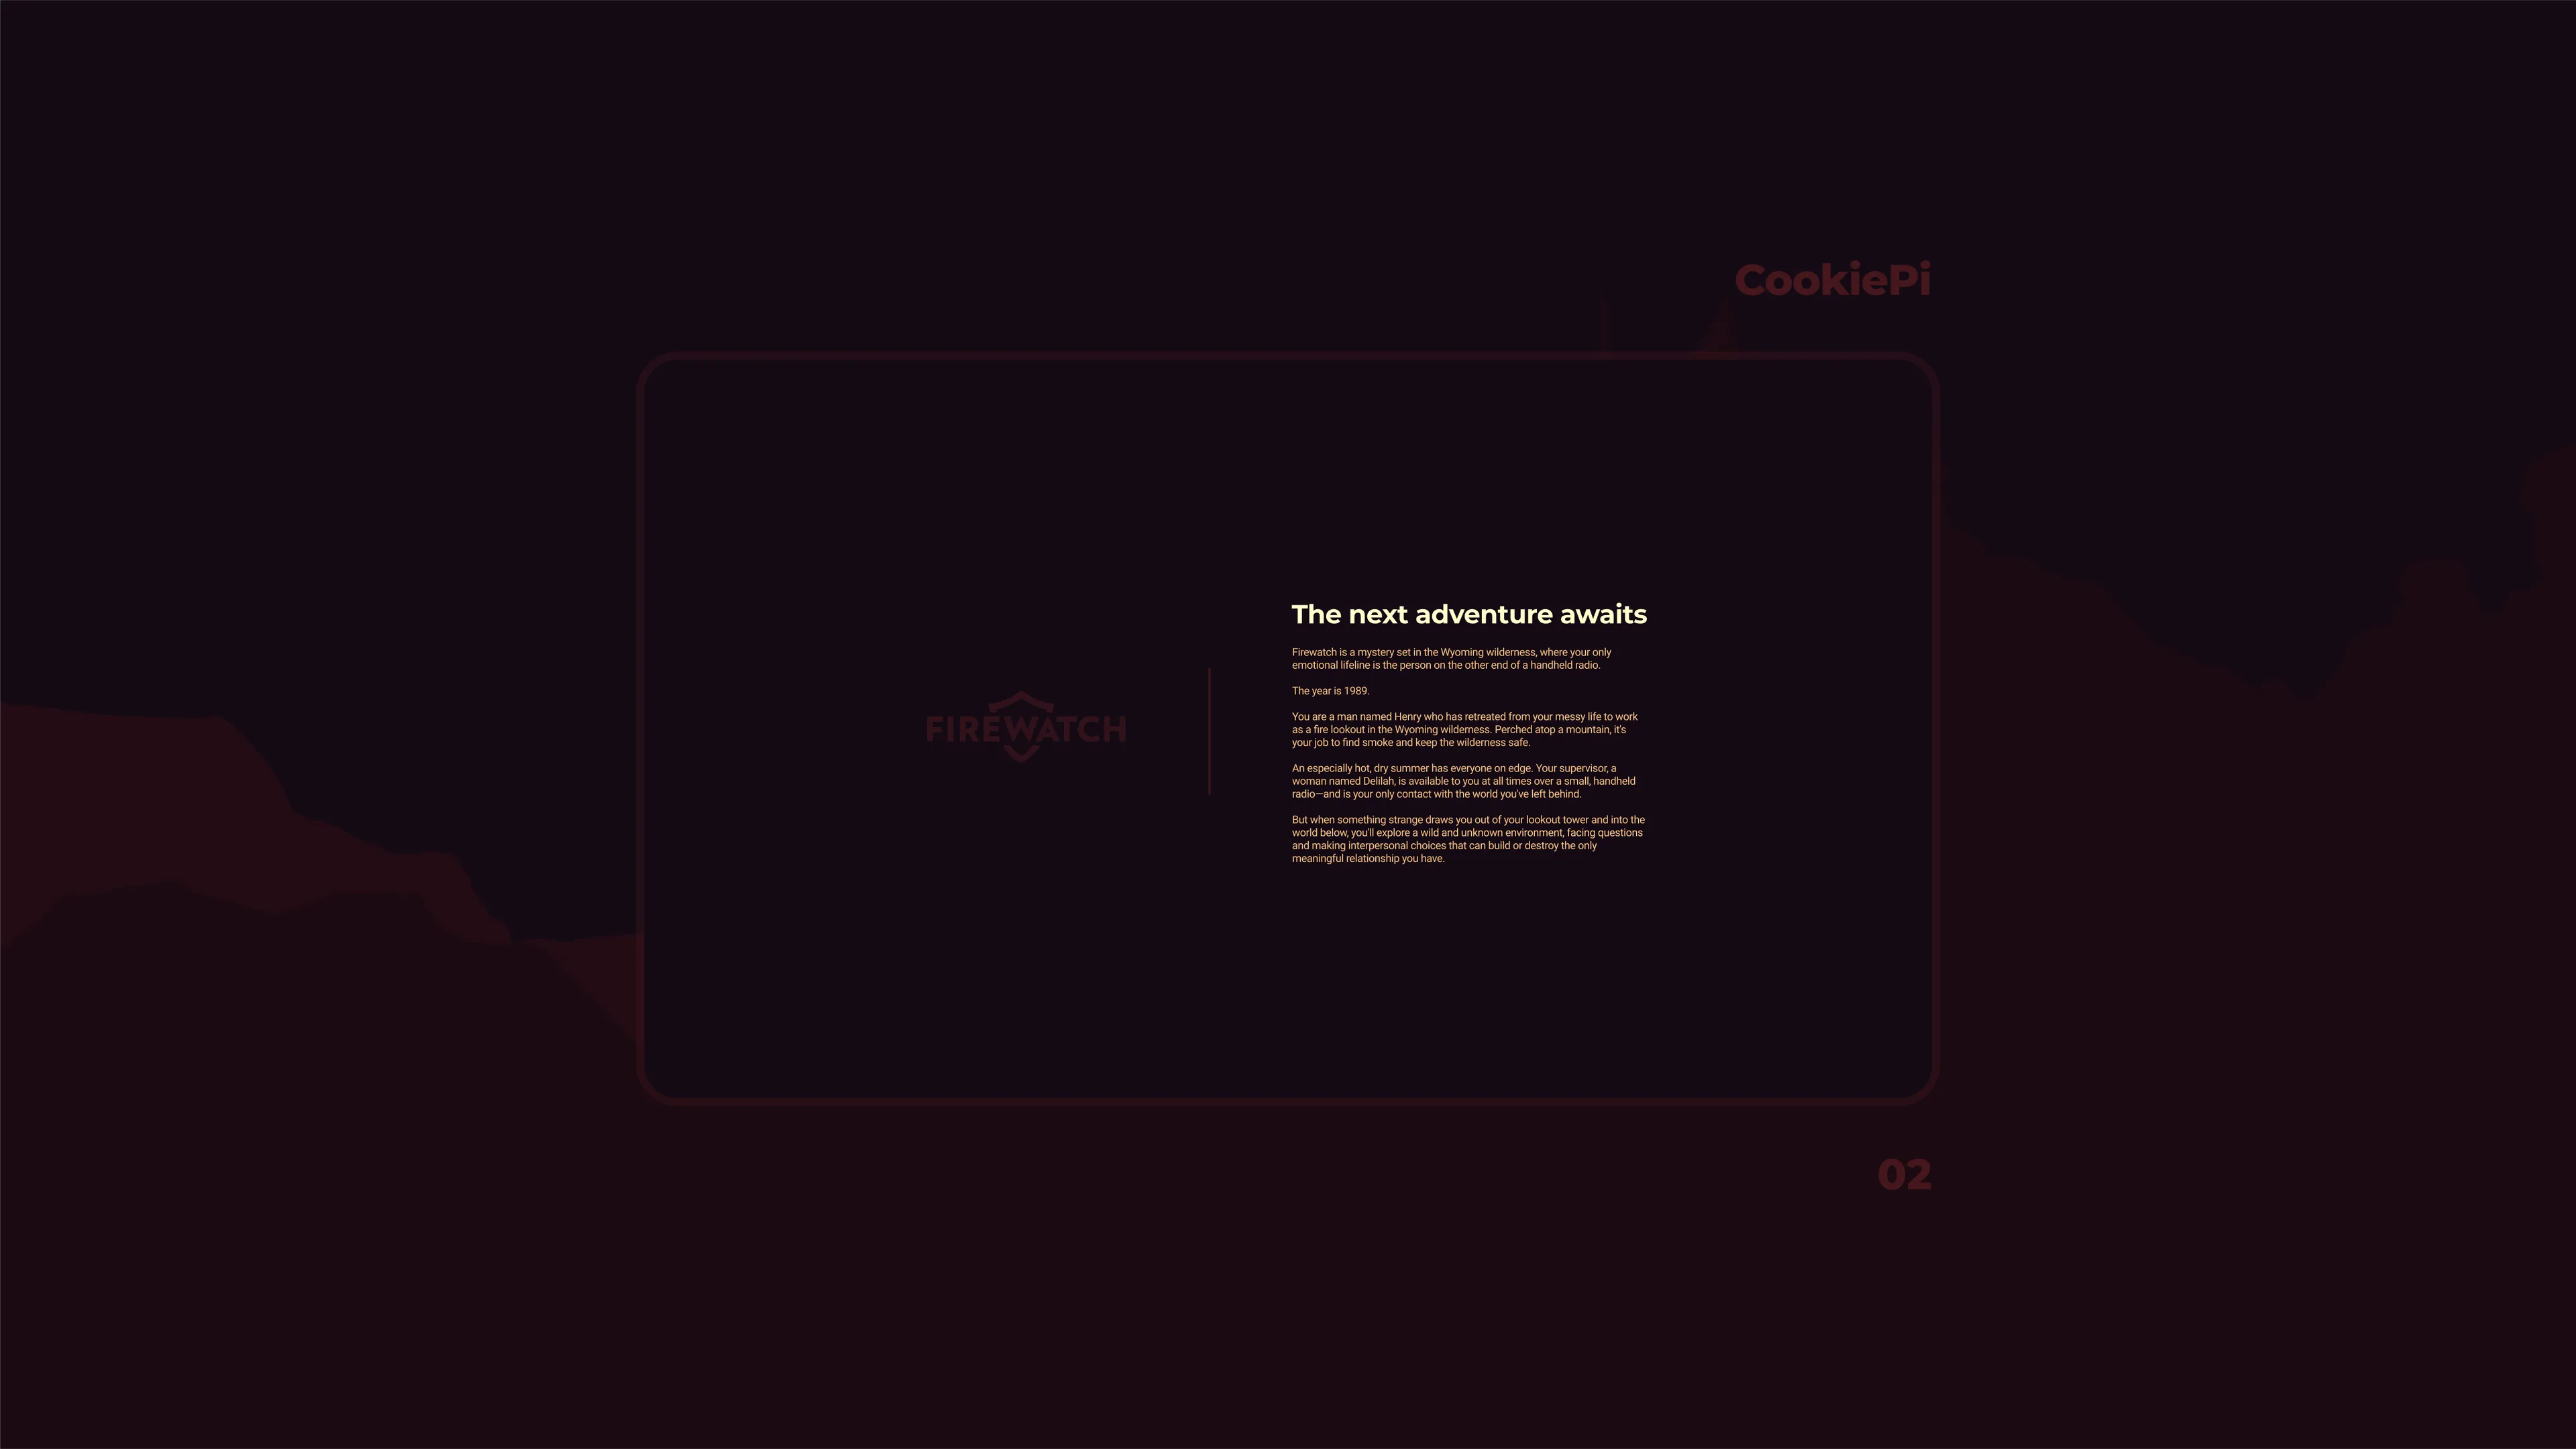 CookiePi
FIREWATCH
The next adventure awaits
Firewatch is a mystery set in the Wyoming wilderness, where your only
emotional lifeline is the person on the other end of a handheld radio.
The year is 1989.
You are a man named Henry who has retreated from your messy life to work
as a fire lookout in the Wyoming wilderness. Perched atop a mountain, it's
your job to find smoke and keep the wilderness safe.
An especially hot, dry summer has everyone on edge. Your supervisor, a
woman named Delilah, is available to you at all times over a small, handheld
radio—and is your only contact with the world you've left behind.
But when something strange draws you out of your lookout tower and into the
world below, you'll explore a wild and unknown environment, facing questions
and making interpersonal choices that can build or destroy the only
meaningful relationship you have.
02